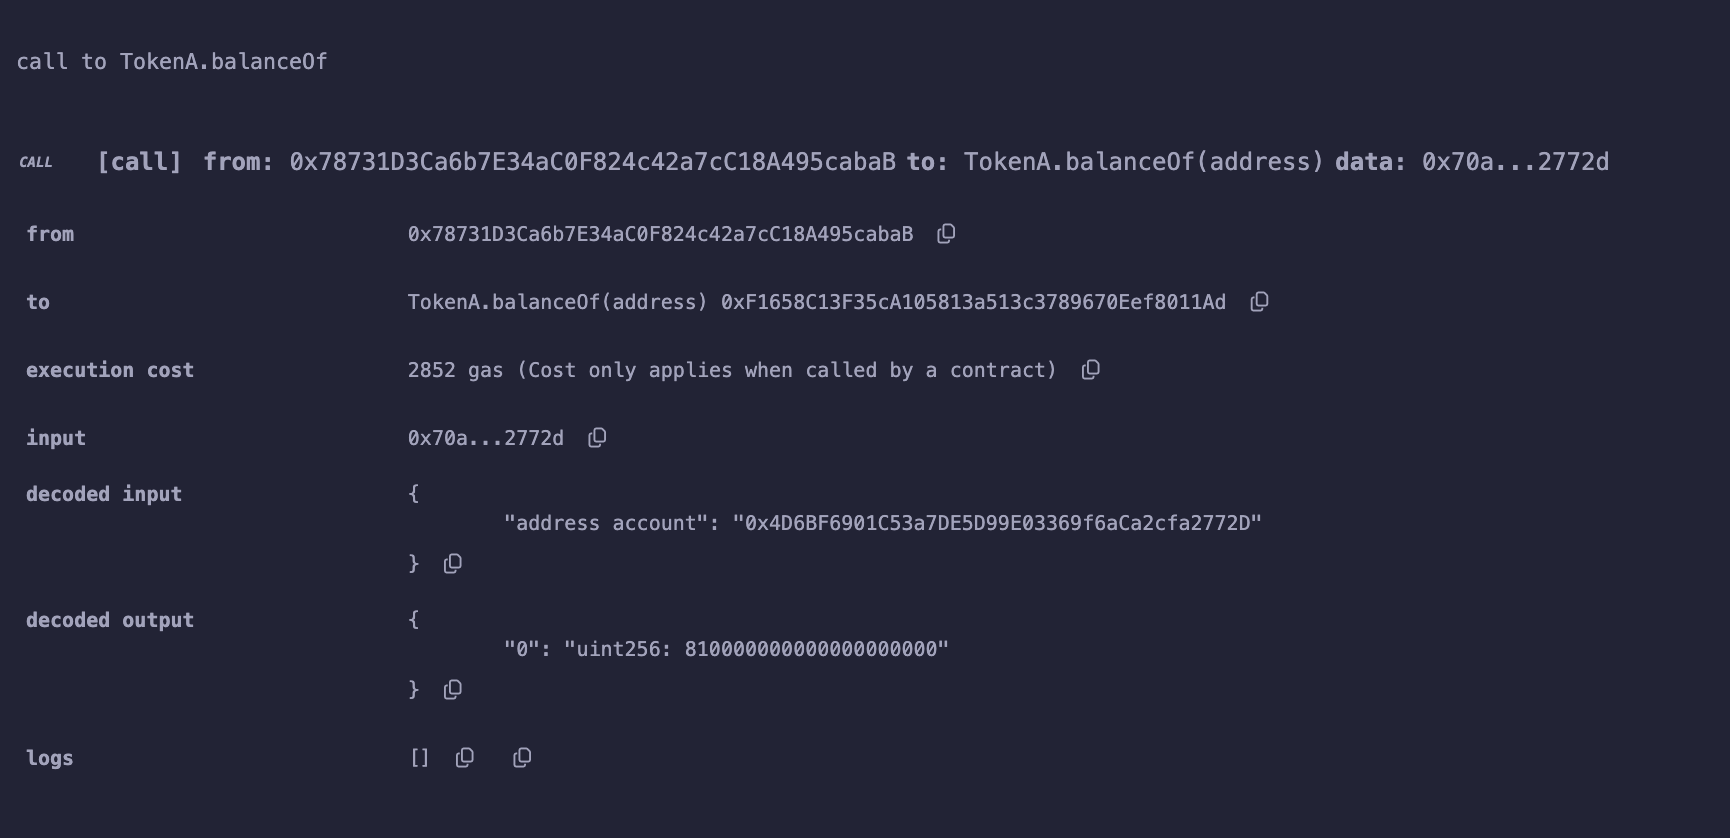 call to TokenA.balanceOf
CALL [call] from: 0x78731D3Ca6b7E34aC0F824c42a7cC18A495cabaB to: TokenA.balanceOf(address) data: 0x70a...2772d
from 0x78731D3Ca6b7E34aC0F824c42a7cC18A495cabaB
to TokenA.balanceOf(address) 0xF1658C13F35cA105813a513c3789670Eef8011Ad
execution cost 2852 gas (Cost only applies when called by a contract)
input 0x70a...2772d
decoded input {
"address account": "0x4D6BF6901C53a7DE5D99E03369f6aCa2cfa2772D"
}
decoded output {
"0": "uint256: 810000000000000000000"
}
logs []